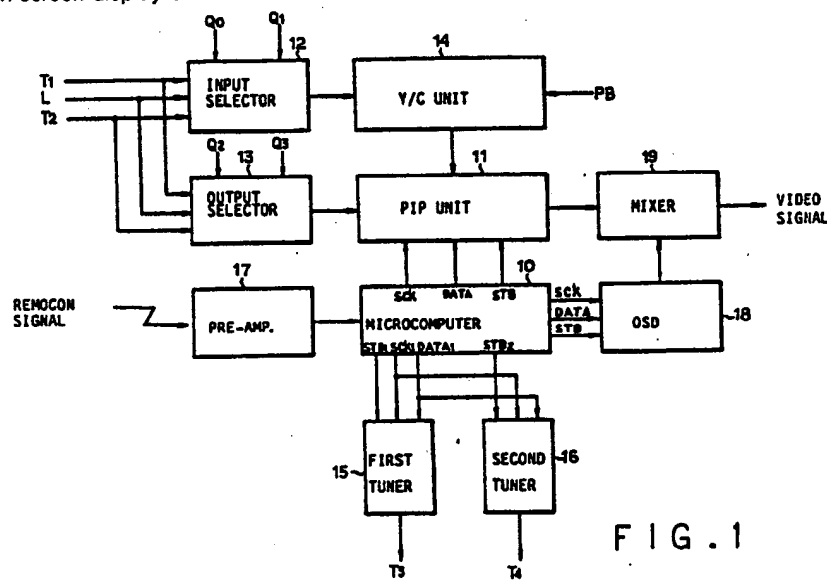 Q0 Q1
12 14
T1
L
T2
INPUT
SELECTOR
Y/C UNIT
PB
Q2 Q3
13 11 19
OUTPUT
SELECTOR
PIP UNIT
MIXER
VIDEO
SIGNAL
17 10
SCK DATA STB
REMOCON
SIGNAL
PRE-AMP.
MICROCOMPUTER
SCK
DATA
STB
OSD
18
STB1 SCK1 DATA1 STB2
15
FIRST
TUNER
SECOND
TUNER
16
T3 T4
FIG.1